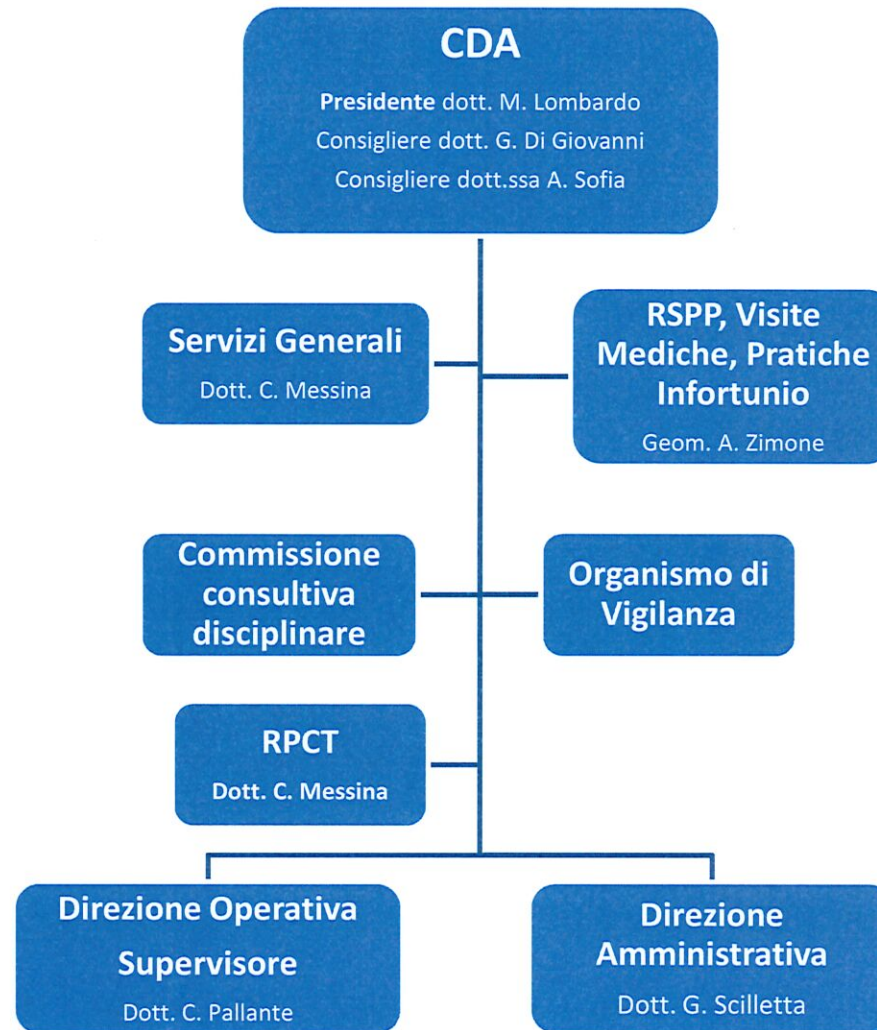 CDA
Presidente dott. M. Lombardo
Consigliere dott. G. Di Giovanni
Consigliere dott.ssa A. Sofia
Servizi Generali
Dott. C. Messina
RSPP, Visite
Mediche, Pratiche
Infortunio
Geom. A. Zimone
Commissione
consultiva
disciplinare
Organismo di
Vigilanza
RPCT
Dott. C. Messina
Direzione Operativa
Supervisore
Dott. C. Pallante
Direzione
Amministrativa
Dott. G. Scilletta